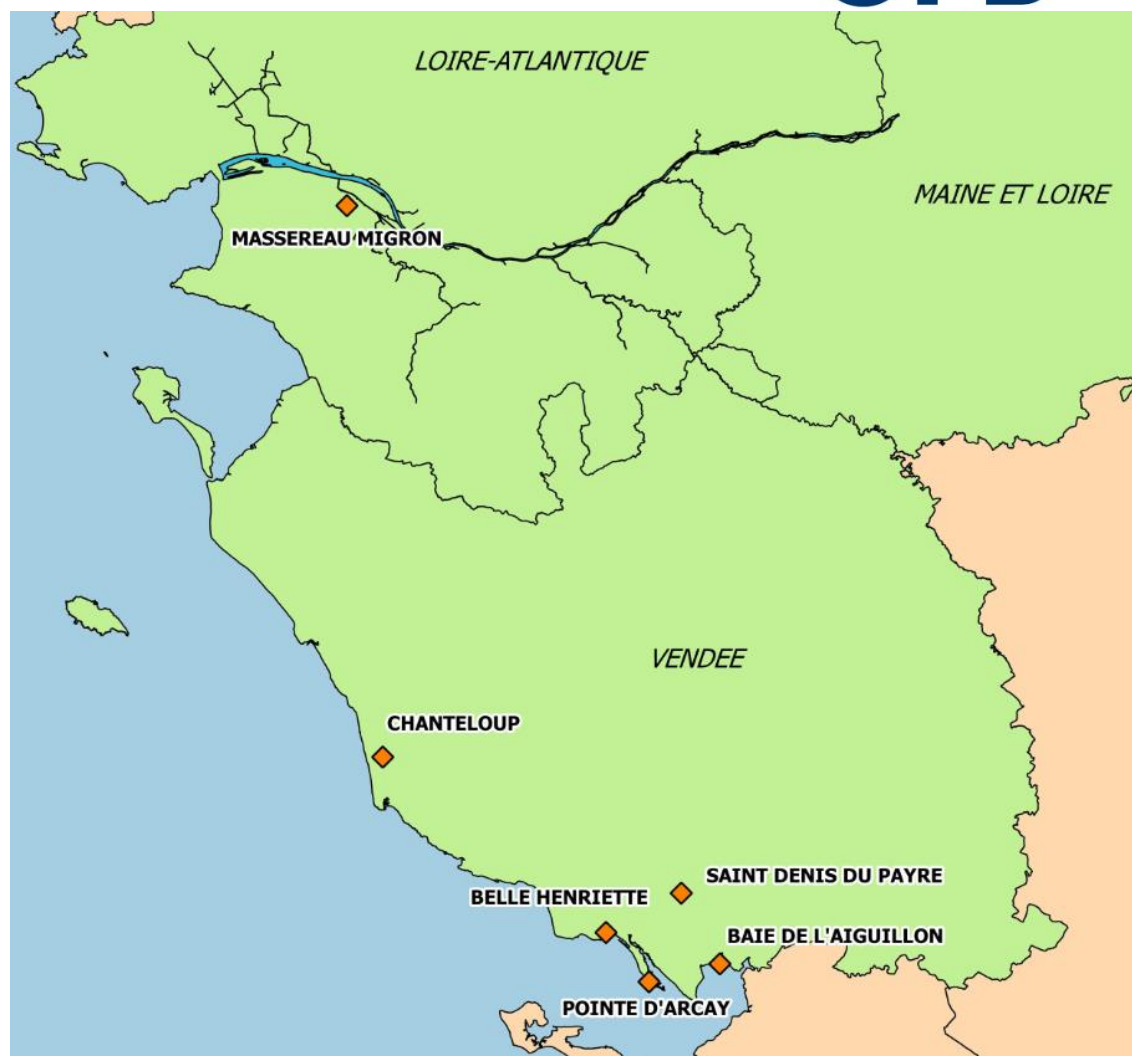 LOIRE-ATLANTIQUE
MAINE ET LOIRE
MASSEREAU MIGRON
VENDEE
CHANTELOUP
SAINT DENIS DU PAYRE
BELLE HENRIETTE
BAIE DE L'AIGUILLON
POINTE D'ARCAY